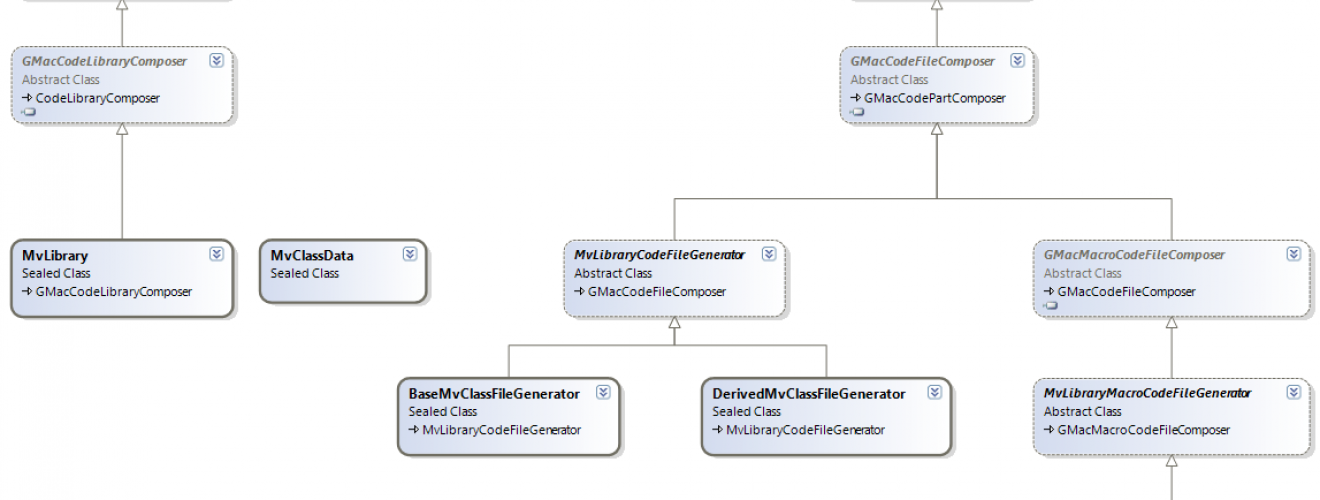 GMacCodeLibraryComposer
Abstract Class
CodeLibraryComposer
GMacCodeFileComposer
Abstract Class
GMacCodePartComposer
MvLibrary
Sealed Class
GMacCodeLibraryComposer
MvClassData
Sealed Class
MvLibraryCodeFileGenerator
Abstract Class
GMacCodeFileComposer
GMacMacroCodeFileComposer
Abstract Class
GMacCodeFileComposer
BaseMvClassFileGenerator
Sealed Class
MvLibraryCodeFileGenerator
DerivedMvClassFileGenerator
Sealed Class
MvLibraryCodeFileGenerator
MvLibraryMacroCodeFileGenerator
Abstract Class
GMacMacroCodeFileComposer